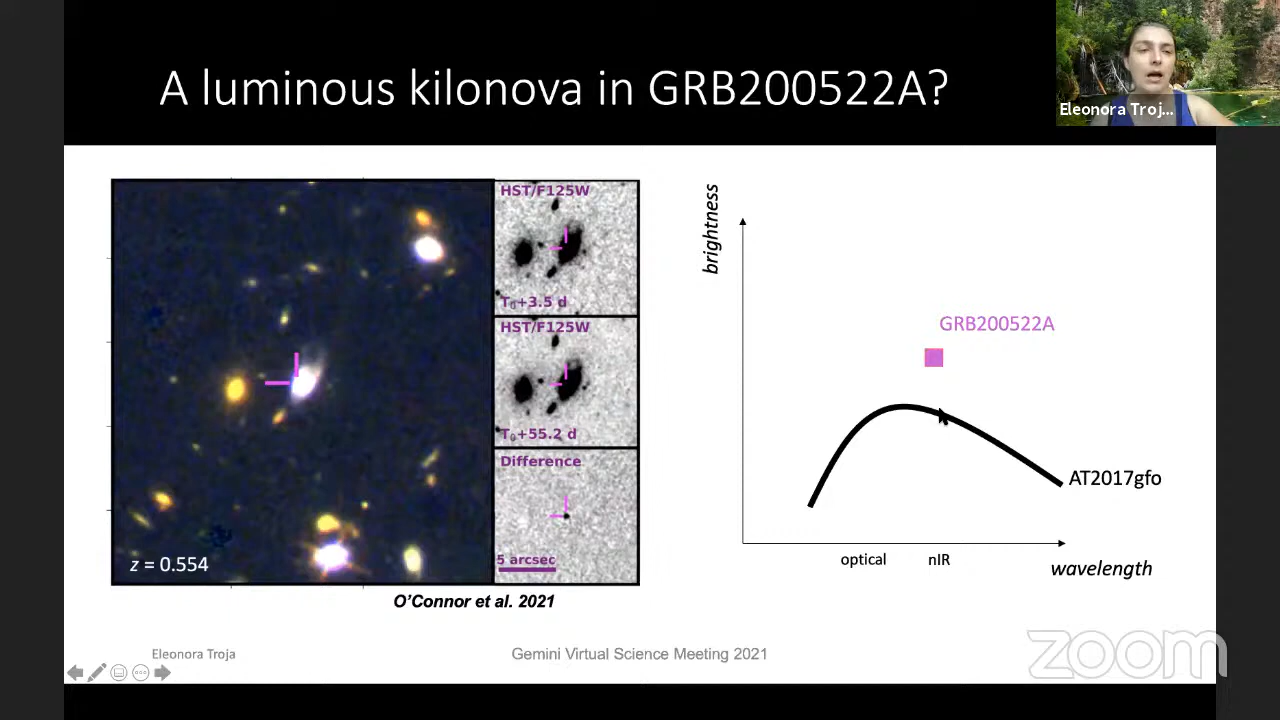 A luminous kilonova in GRB200522A?
Eleonora Troj...
HST/F125W
T₀+3.5 d
HST/F125W
T₀+55.2 d
Difference
5 arcsec
z = 0.554
O'Connor et al. 2021
brightness
GRB200522A
AT2017gfo
optical
nIR
wavelength
Eleonora Troja
Gemini Virtual Science Meeting 2021
zoom